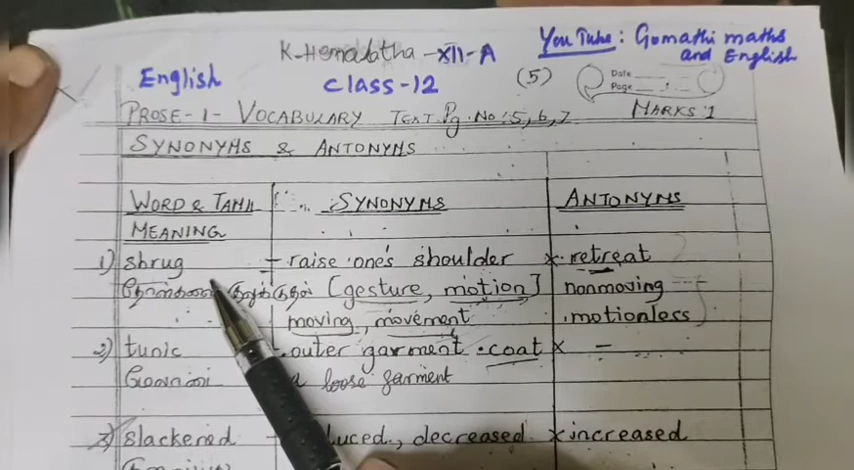 K. Hemalatha -XII-A
YouTube: Gomathi maths
and English
English
class-12
(5)
Date
Page
PROSE-1- VOCABULARY TEXT Pg. No: 5,6,7 MARKS: 1
SYNONYMS & ANTONYMS
WORD & TAMIL SYNONYMS ANTONYMS
MEANING
1) shrug - raise one's shoulder × retreat
[gesture, motion] nonmoving
moving, movement motionless
2) tunic outer garment coat × -
loose garment
3) slackened decreased × increased